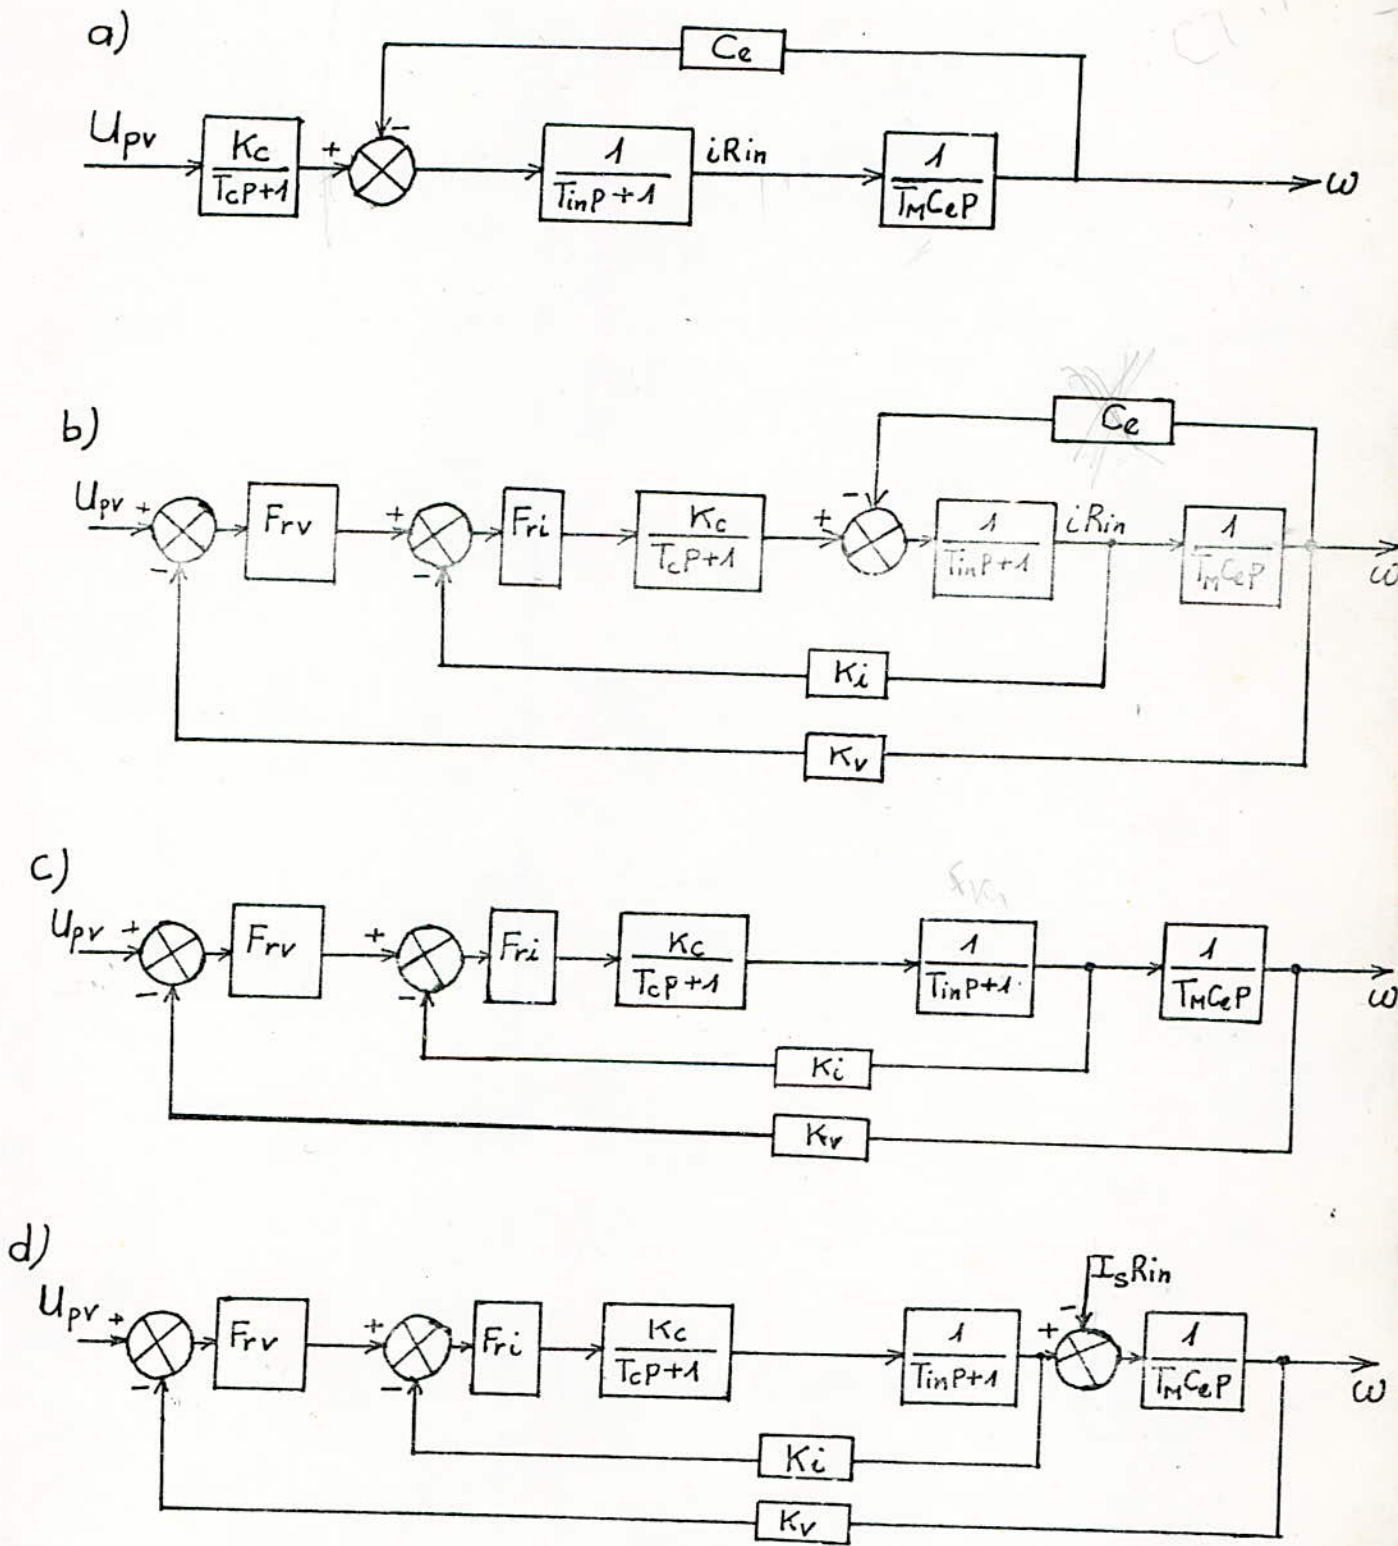 a)
Ce
Upv
Kc
TcP+1
+
-
1
TinP+1
iRin
1
TMCeP
ω
b)
Ce
Upv
+
-
Frv
+
-
Fri
Kc
TcP+1
+
-
1
TinP+1
iRin
1
TMCeP
ω
Ki
Kv
c)
Upv
+
-
Frv
+
-
Fri
Kc
TcP+1
1
TinP+1
1
TMCeP
ω
Ki
Kv
d)
IsRin
Upv
+
-
Frv
+
-
Fri
Kc
TcP+1
1
TinP+1
+
-
1
TMCeP
ω
Ki
Kv